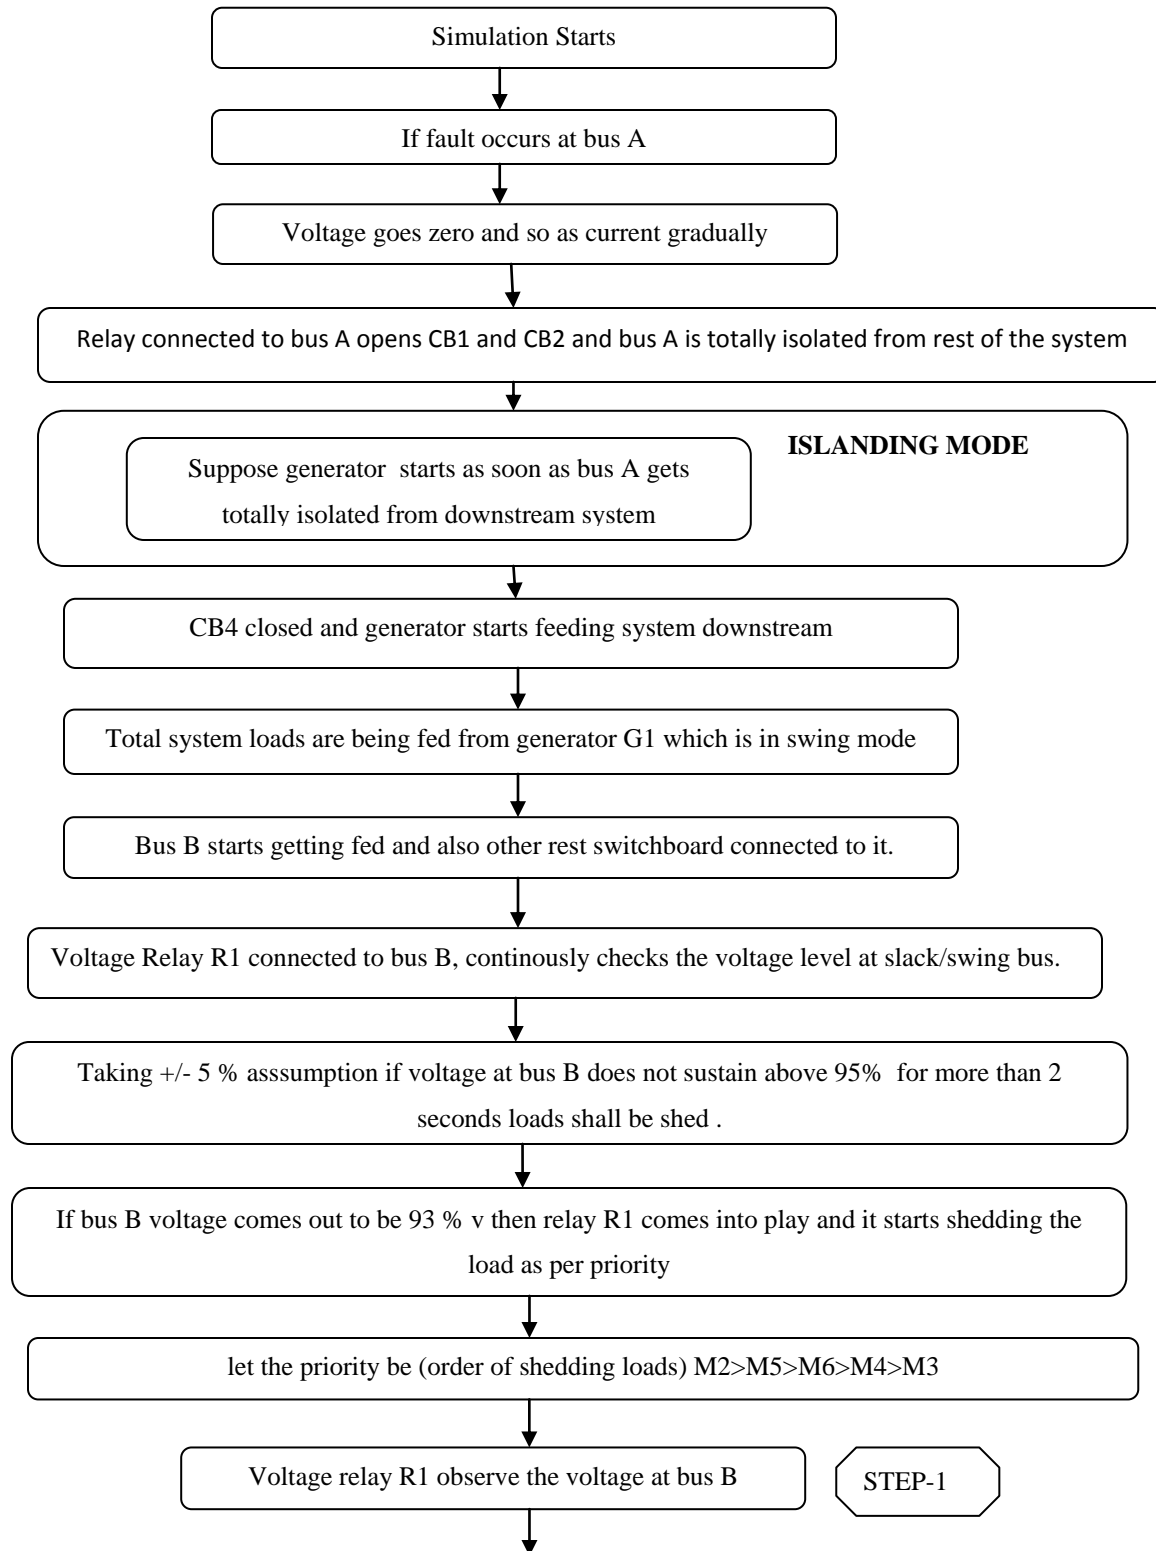 Simulation Starts
If fault occurs at bus A
Voltage goes zero and so as current gradually
Relay connected to bus A opens CB1 and CB2 and bus A is totally isolated from rest of the system
ISLANDING MODE
Suppose generator starts as soon as bus A gets
totally isolated from downstream system
CB4 closed and generator starts feeding system downstream
Total system loads are being fed from generator G1 which is in swing mode
Bus B starts getting fed and also other rest switchboard connected to it.
Voltage Relay R1 connected to bus B, continously checks the voltage level at slack/swing bus.
Taking +/- 5 % asssumption if voltage at bus B does not sustain above 95% for more than 2
seconds loads shall be shed .
If bus B voltage comes out to be 93 % v then relay R1 comes into play and it starts shedding the
load as per priority
let the priority be (order of shedding loads) M2>M5>M6>M4>M3
Voltage relay R1 observe the voltage at bus B
STEP-1